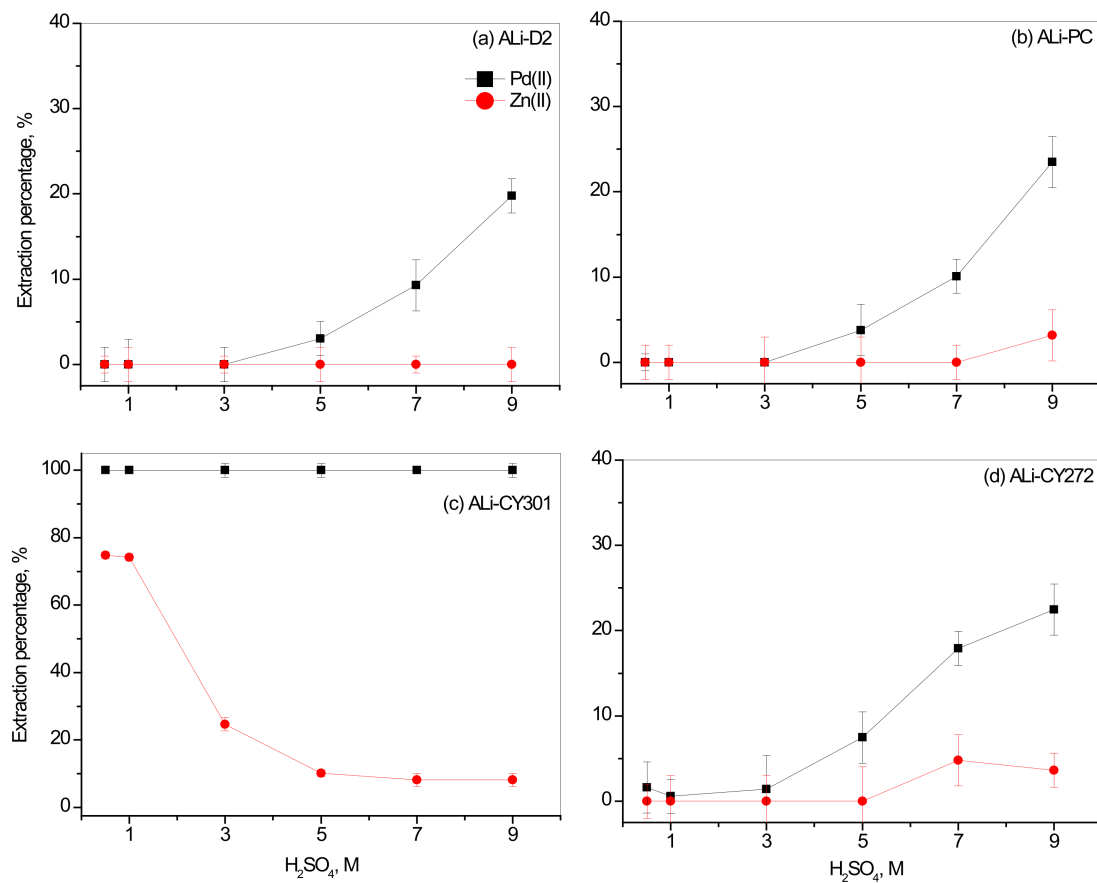 (a) ALi-D2
Pd(II)
Zn(II)
Extraction percentage, %
40
30
20
10
0
1 3 5 7 9
(b) ALi-PC
40
30
20
10
0
1 3 5 7 9
(c) ALi-CY301
Extraction percentage, %
100
80
60
40
20
0
1 3 5 7 9
H₂SO₄, M
(d) ALi-CY272
40
30
20
10
0
1 3 5 7 9
H₂SO₄, M